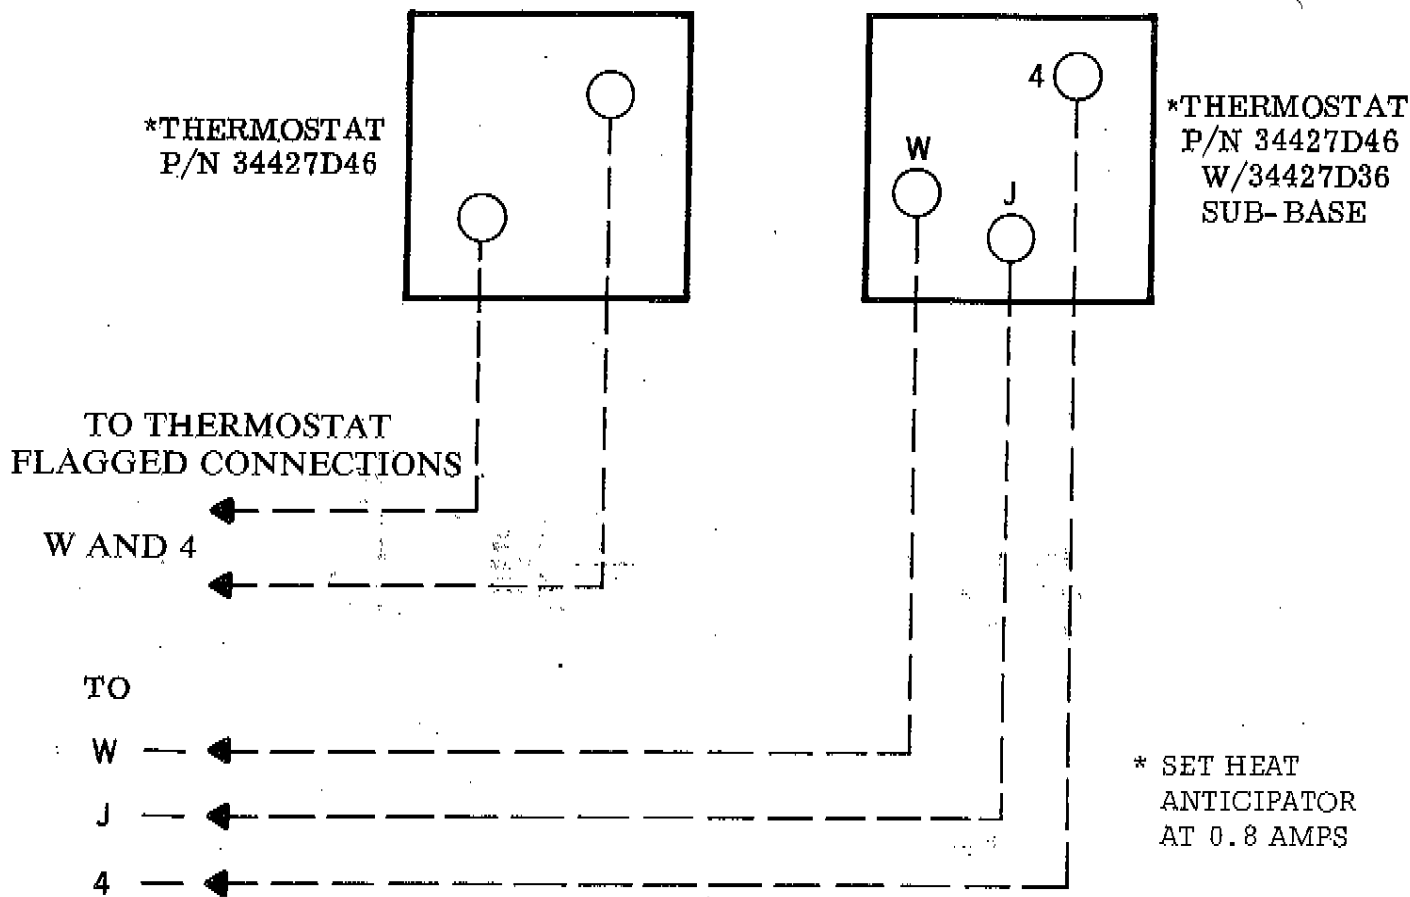 *THERMOSTAT
P/N 34427D46
4
W
J
*THERMOSTAT
P/N 34427D46
W/34427D36
SUB-BASE
TO THERMOSTAT
FLAGGED CONNECTIONS
W AND 4
TO
W
J
4
* SET HEAT
ANTICIPATOR
AT 0.8 AMPS